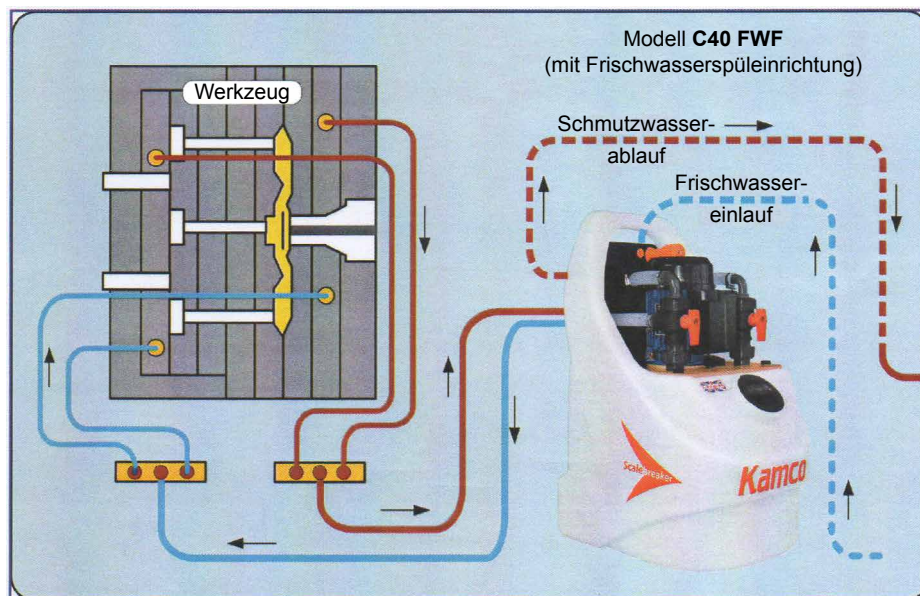 Modell C40 FWF
(mit Frischwasserspüleinrichtung)
Werkzeug
Schmutzwasser-
ablauf
Frischwasser-
einlauf
ScaleBreaker
Kamco